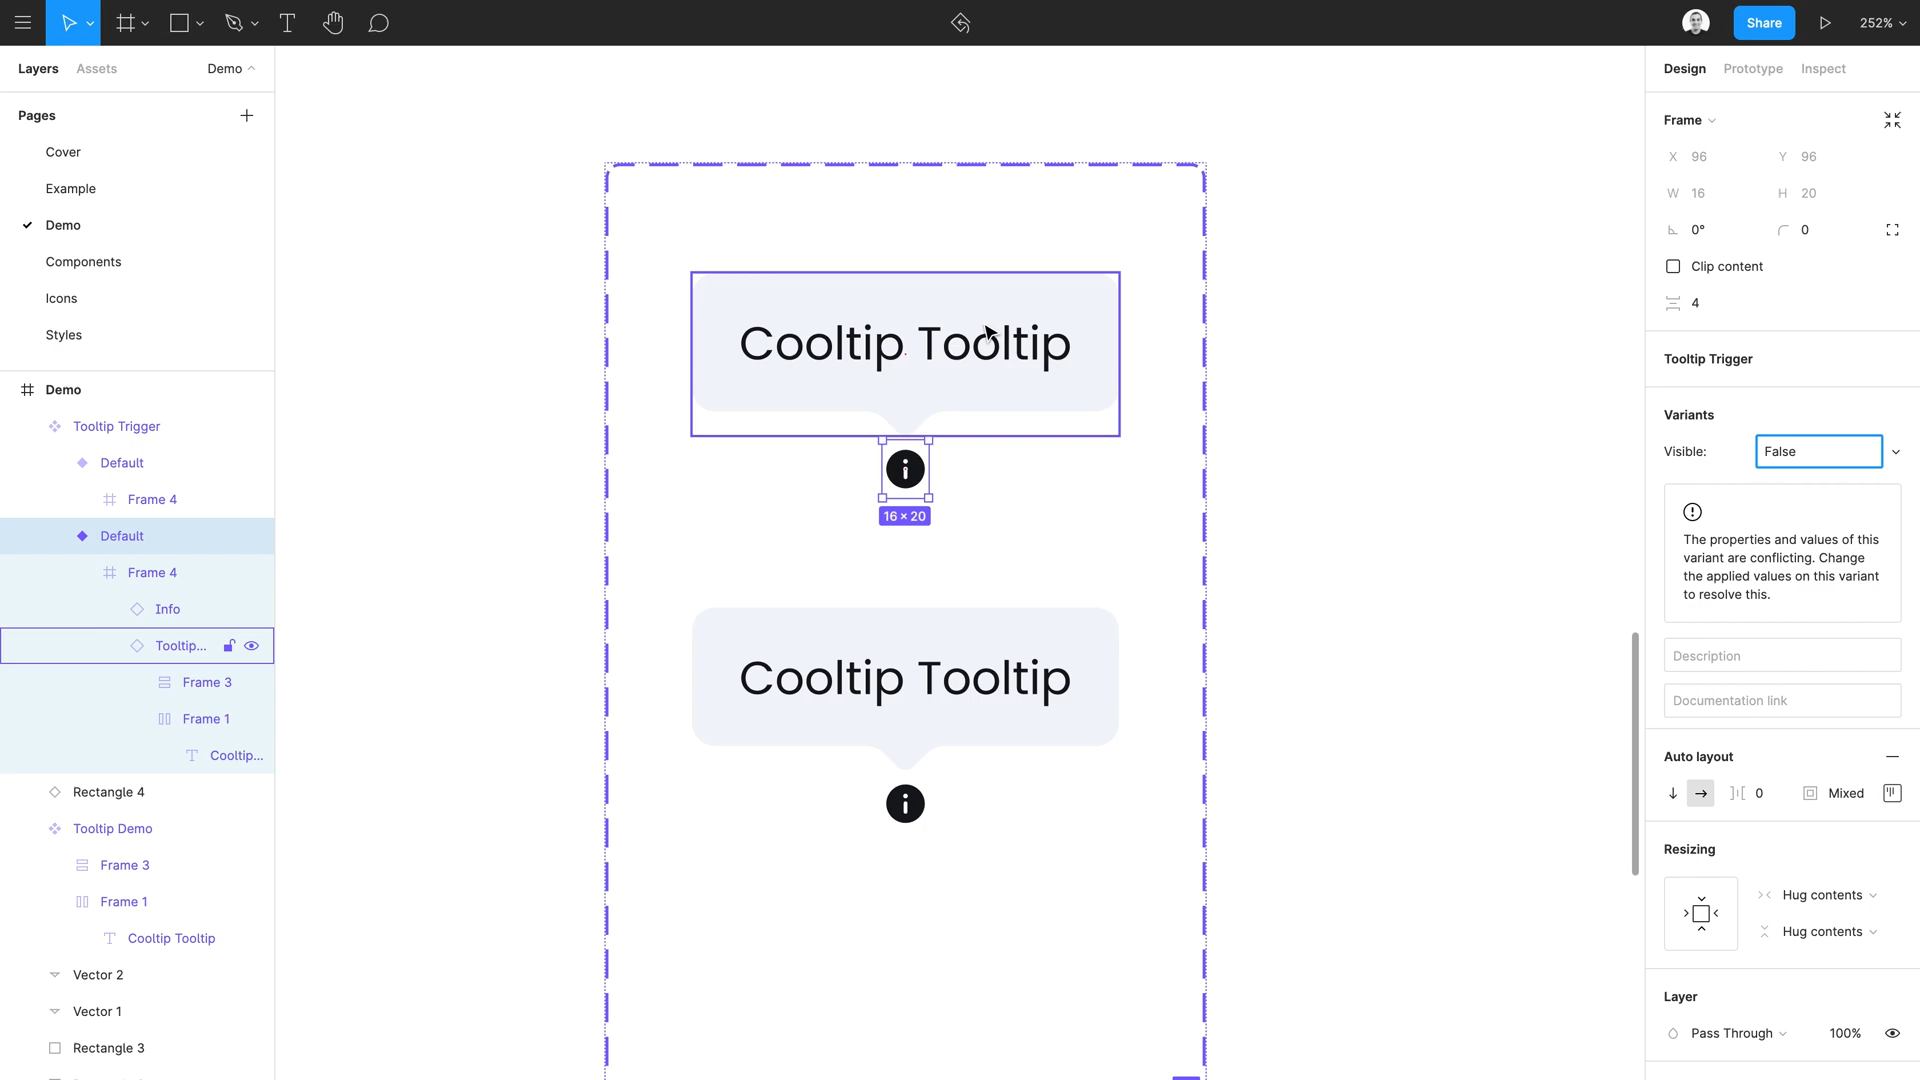 Share
252%
Layers
Assets
Demo
Pages
Cover
Example
Demo
Components
Icons
Styles
Demo
Tooltip Trigger
Default
Frame 4
Default
Frame 4
Info
Tooltip...
Frame 3
Frame 1
Cooltip...
Rectangle 4
Tooltip Demo
Frame 3
Frame 1
Cooltip Tooltip
Vector 2
Vector 1
Rectangle 3
Cooltip Tooltip
16 × 20
Cooltip Tooltip
Design
Prototype
Inspect
Frame
X 96
Y 96
W 16
H 20
0°
0
Clip content
4
Tooltip Trigger
Variants
Visible:
False
The properties and values of this
variant are conflicting. Change
the applied values on this variant
to resolve this.
Description
Documentation link
Auto layout
0
Mixed
Resizing
Hug contents
Hug contents
Layer
Pass Through
100%